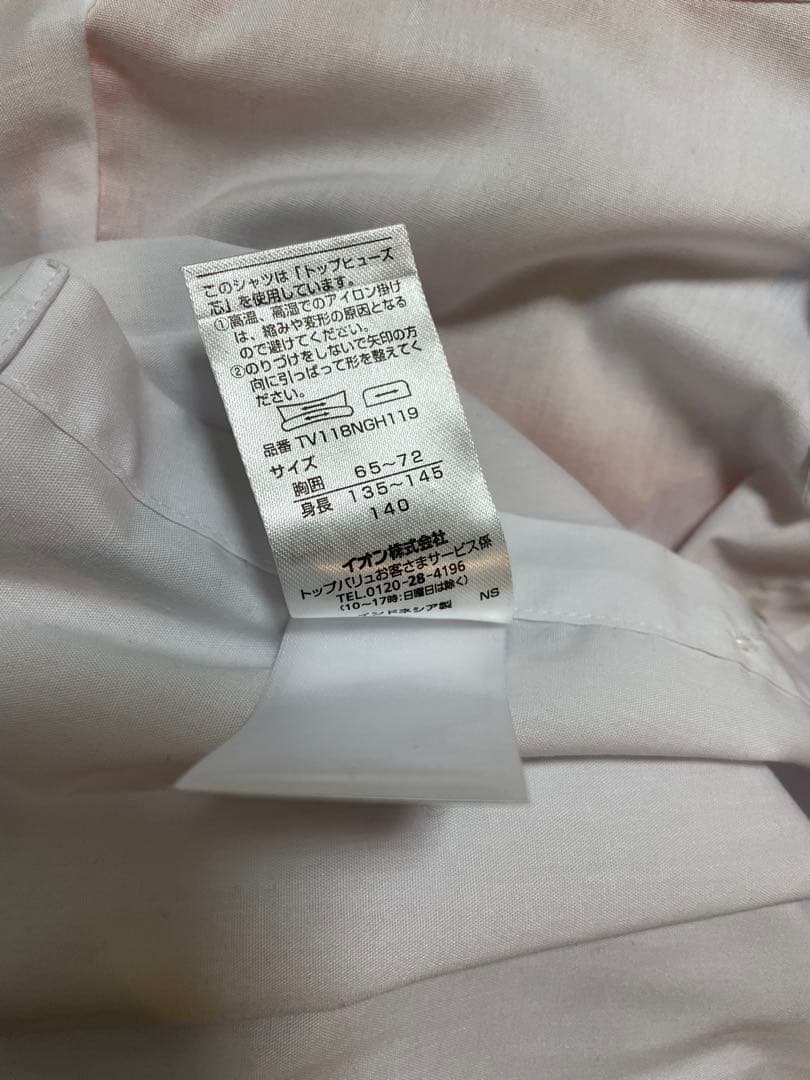 このシャツは「トップヒューズ
芯」を使用しています。
①高温、高湿でのアイロン掛け
は、縮みや変形の原因となる
ので避けてください。
②のりづけをしないで矢印の方
向に引っぱって形を整えてく
ださい。
品番 TV118NGH119
サイズ
胸囲 65~72
身長 135~145
140
イオン株式会社
トップバリュお客さまサービス係
TEL.0120-28-4196
(10~17時:日曜日は除く)
インドネシア製 NS